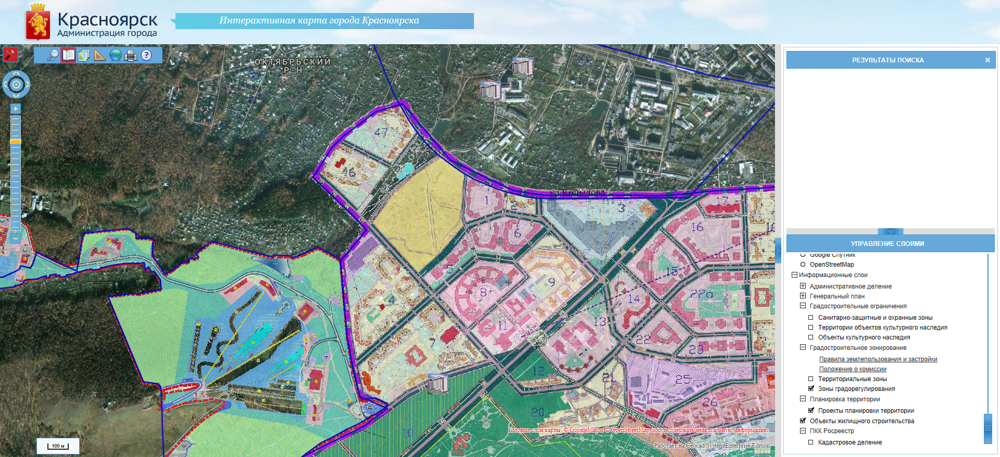 Красноярск
Администрация города
Интерактивная карта города Красноярска
ОКТЯБРЬСКИЙ
Р-Н
РЕЗУЛЬТАТЫ ПОИСКА
УПРАВЛЕНИЕ СЛОЯМИ
Google Спутник
OpenStreetMap
Информационные слои
Административное деление
Генеральный план
Градостроительные ограничения
Санитарно-защитные и охранные зоны
Территории объектов культурного наследия
Объекты культурного наследия
Градостроительное зонирование
Правила землепользования и застройки
Положение о комиссии
Территориальные зоны
Зоны градорегулирования
Планировка территории
Проекты планировки территории
Объекты жилищного строительства
ПКК Росреестр
Кадастровое деление
47
46
ул.Копылова
1
2
3
17
16
6
5
15
9
8
4
14
22а
13
11
7
22
23
12
21
25
26
20
10
Базовые слои карты: © GoogleMap и © OpenStreetMap могут содержать неактуальную информацию.
Работает на Geocad System Enterprise Edition
100 м